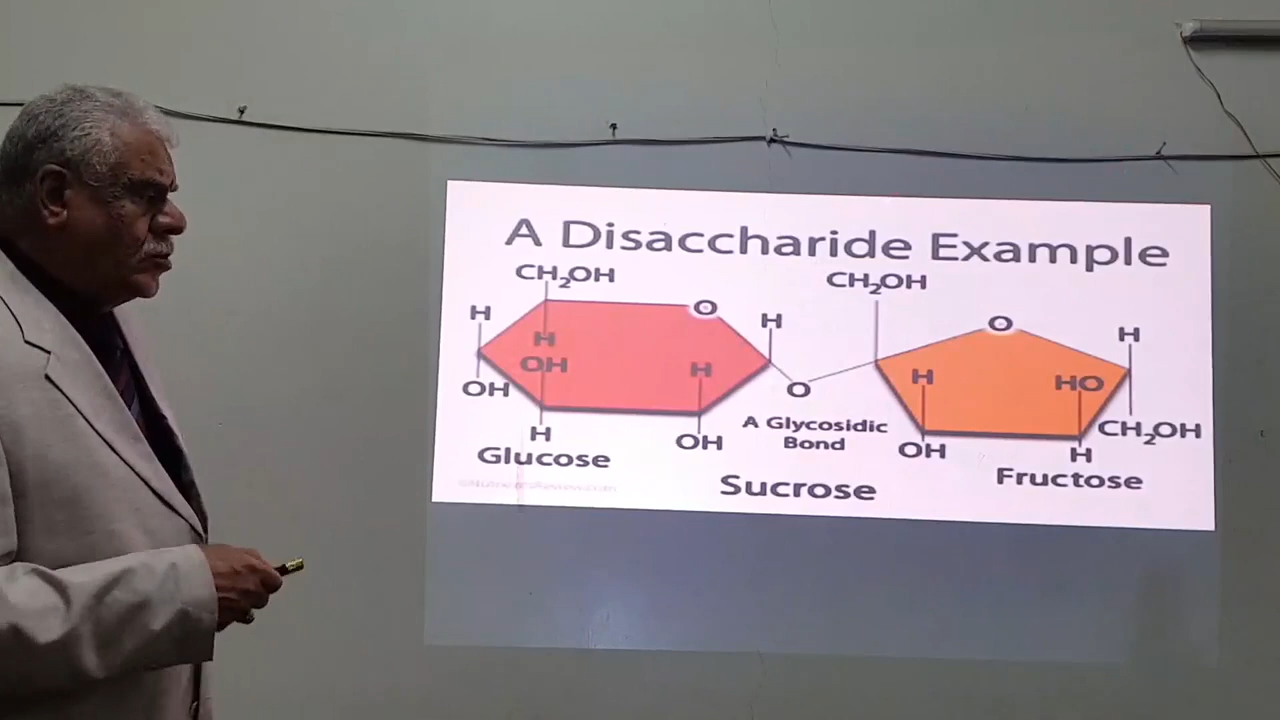 A Disaccharide Example
CH₂OH
CH₂OH
O
O
H
H
H
H
OH
H
H
HO
OH
O
H
OH
A Glycosidic
Bond
OH
CH₂OH
H
Glucose
Fructose
Sucrose